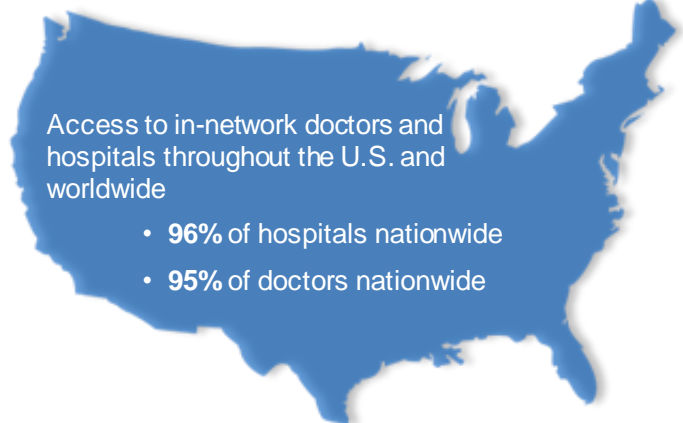 Access to in-network doctors and
hospitals throughout the U.S. and
worldwide
• 96% of hospitals nationwide
• 95% of doctors nationwide